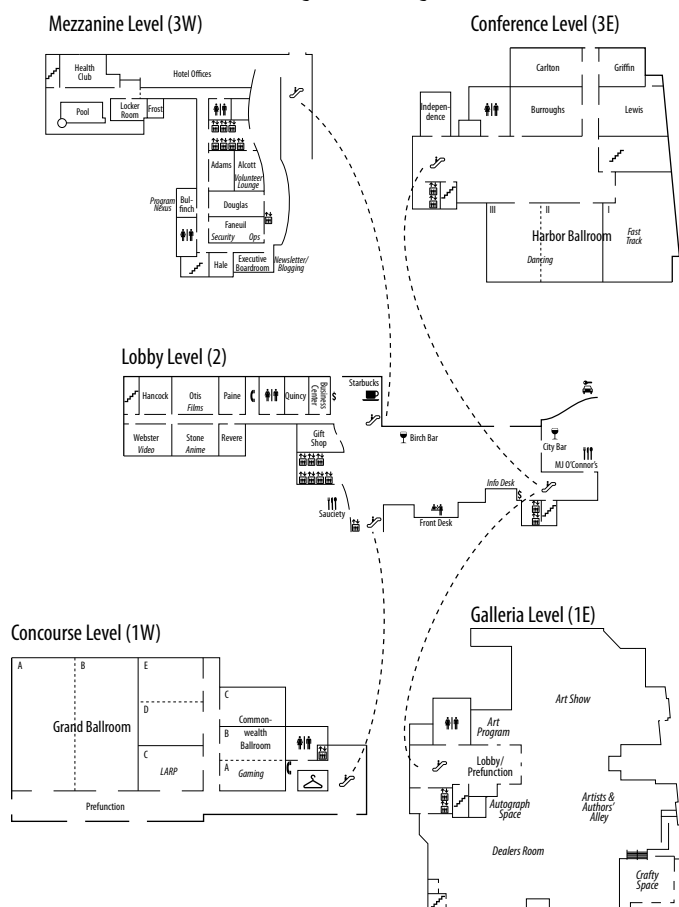 Mezzanine Level (3W)
Health
Club
Hotel Offices
Pool
Locker
Room
Frost
Adams
Alcott
Volunteer
Lounge
Program
Nexus
Bul-
finch
Douglas
Faneuil
Security
Ops
Hale
Executive
Boardroom
Newsletter/
Blogging
Conference Level (3E)
Carlton
Griffin
Indepen-
dence
Burroughs
Lewis
III
II
I
Harbor Ballroom
Fast
Track
Dancing
Lobby Level (2)
Hancock
Otis
Films
Paine
Quincy
Business
Center
$
Starbucks
Webster
Video
Stone
Anime
Revere
Gift
Shop
Birch Bar
City Bar
MJ O'Connor's
Sauciety
Info Desk
$
Front Desk
Concourse Level (1W)
A
B
E
D
C
Grand Ballroom
LARP
C
Common-
wealth
Ballroom
B
A
Gaming
Prefunction
Galleria Level (1E)
Art Show
Art
Program
Lobby/
Prefunction
Autograph
Space
Artists &
Authors'
Alley
Dealers Room
Crafty
Space